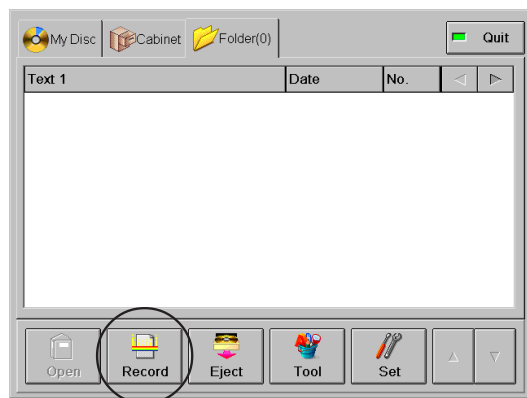 My Disc Cabinet Folder(0) Quit
Text 1 Date No.
Open Record Eject Tool Set